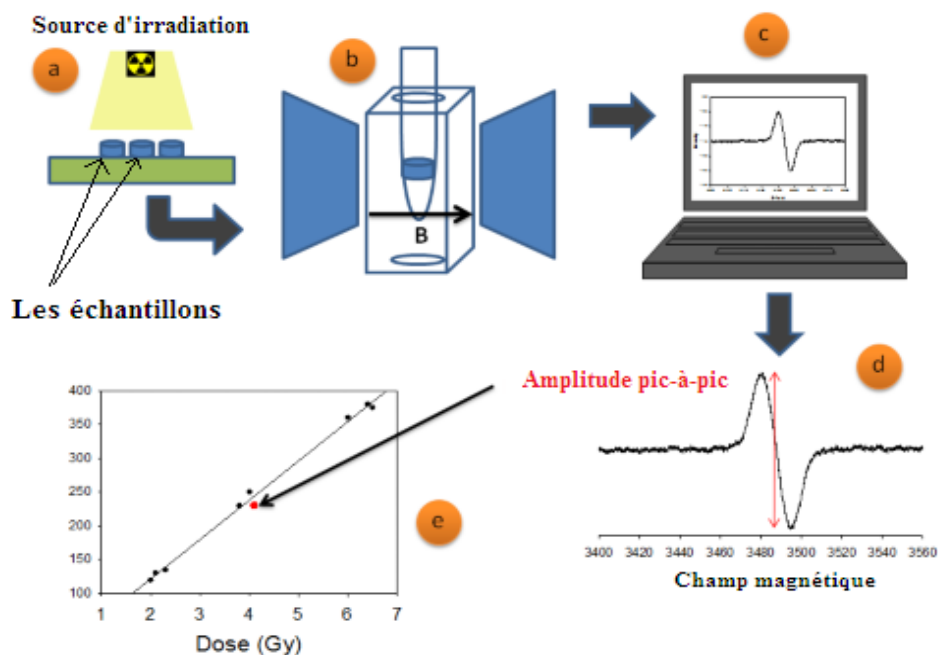 Source d'irradiation
a
b
c
B
Les échantillons
d
Amplitude pic-à-pic
400
350
300
250
200
150
100
e
1 2 3 4 5 6 7
Dose (Gy)
3400 3420 3440 3460 3480 3500 3520 3540 3560
Champ magnétique